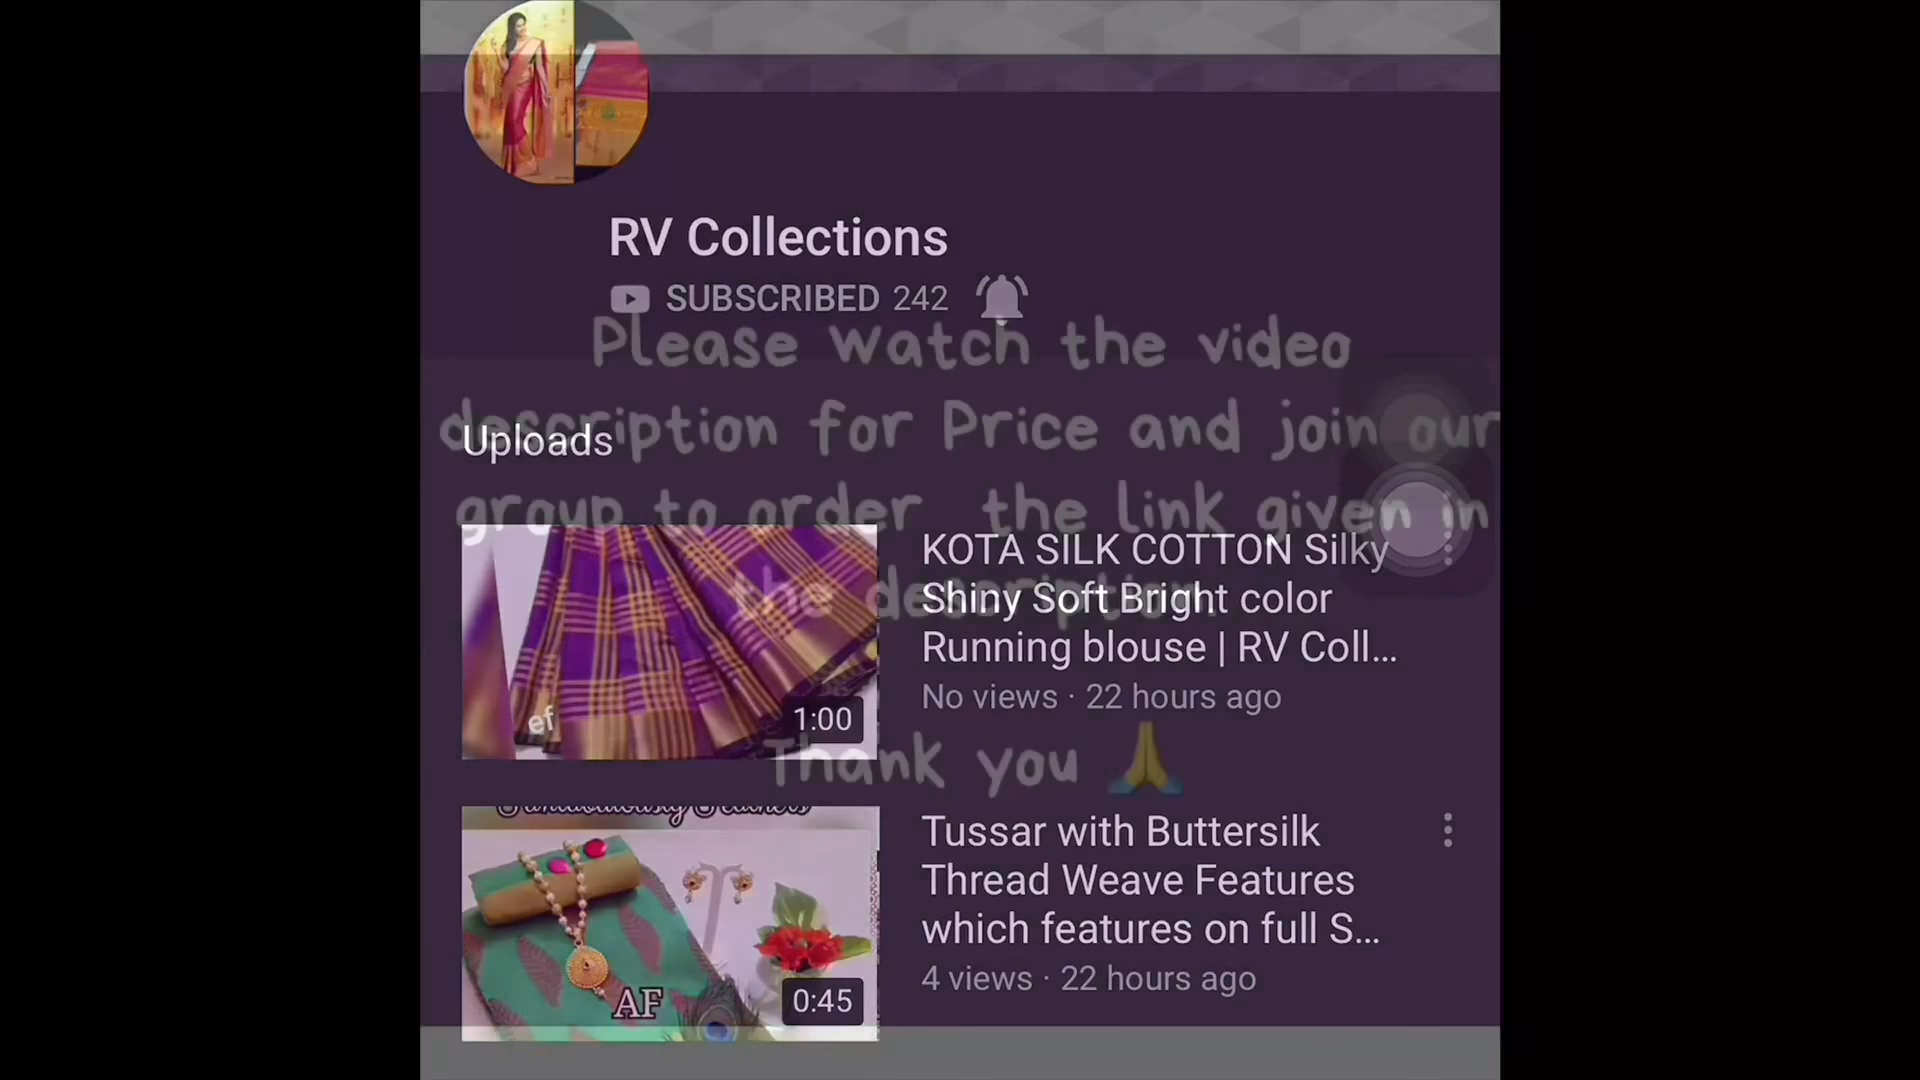 RV Collections
SUBSCRIBED 242
Please watch the video
description for Price and join our
group to order the link given in
the description
Thank you 🙏
Uploads
KOTA SILK COTTON Silky
Shiny Soft Bright color
Running blouse | RV Coll...
No views · 22 hours ago
ef
1:00
Tussar with Buttersilk
Thread Weave Features
which features on full S...
4 views · 22 hours ago
AF
0:45